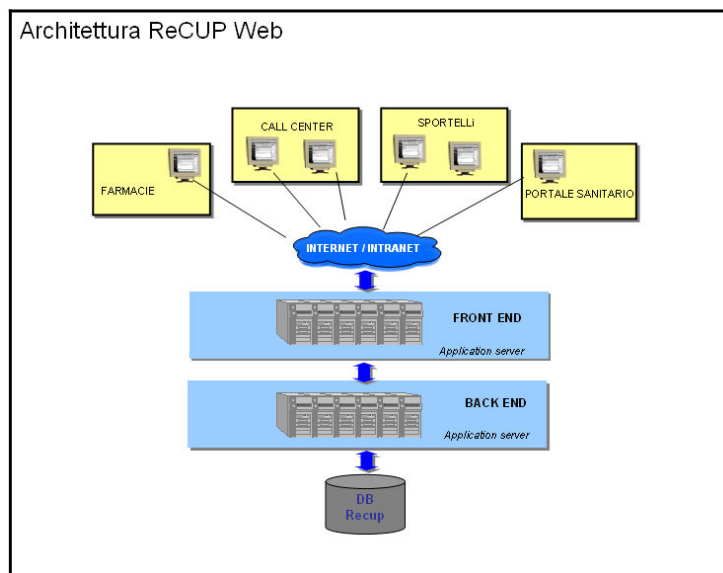 Architettura ReCUP Web
CALL CENTER
SPORTELLi
FARMACIE
PORTALE SANITARIO
INTERNET / INTRANET
FRONT END
Application server
BACK END
Application server
DB
Recup